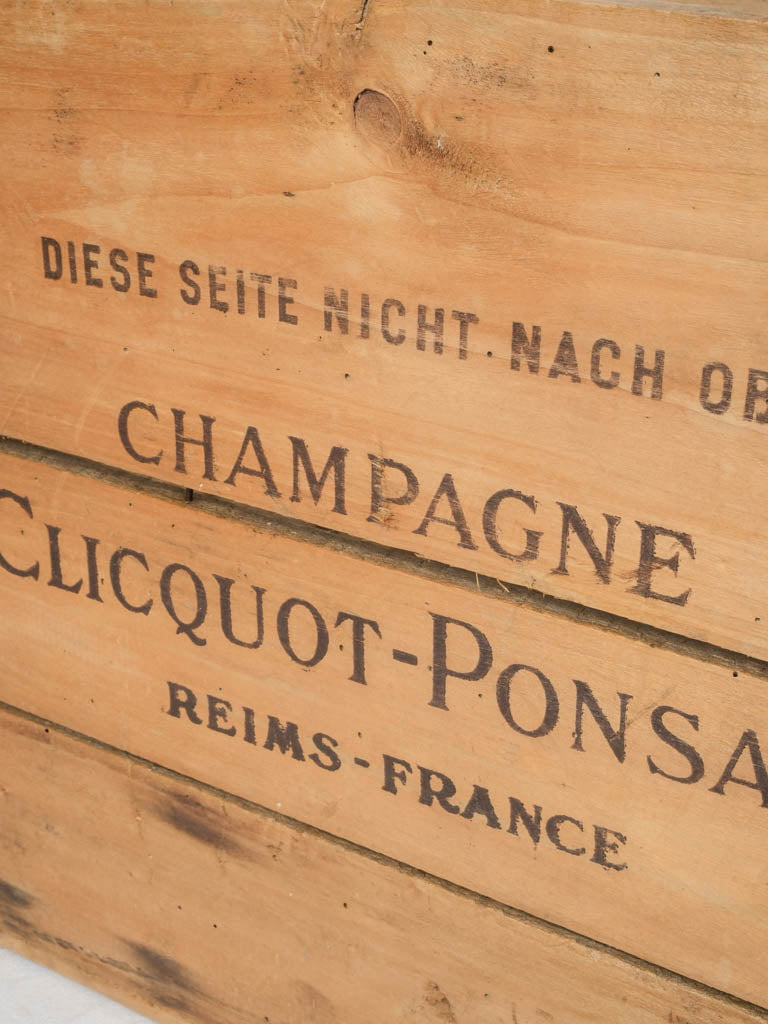 DIESE SEITE NICHT NACH OB
CHAMPAGNE
CLICQUOT-PONSA
REIMS-FRANCE